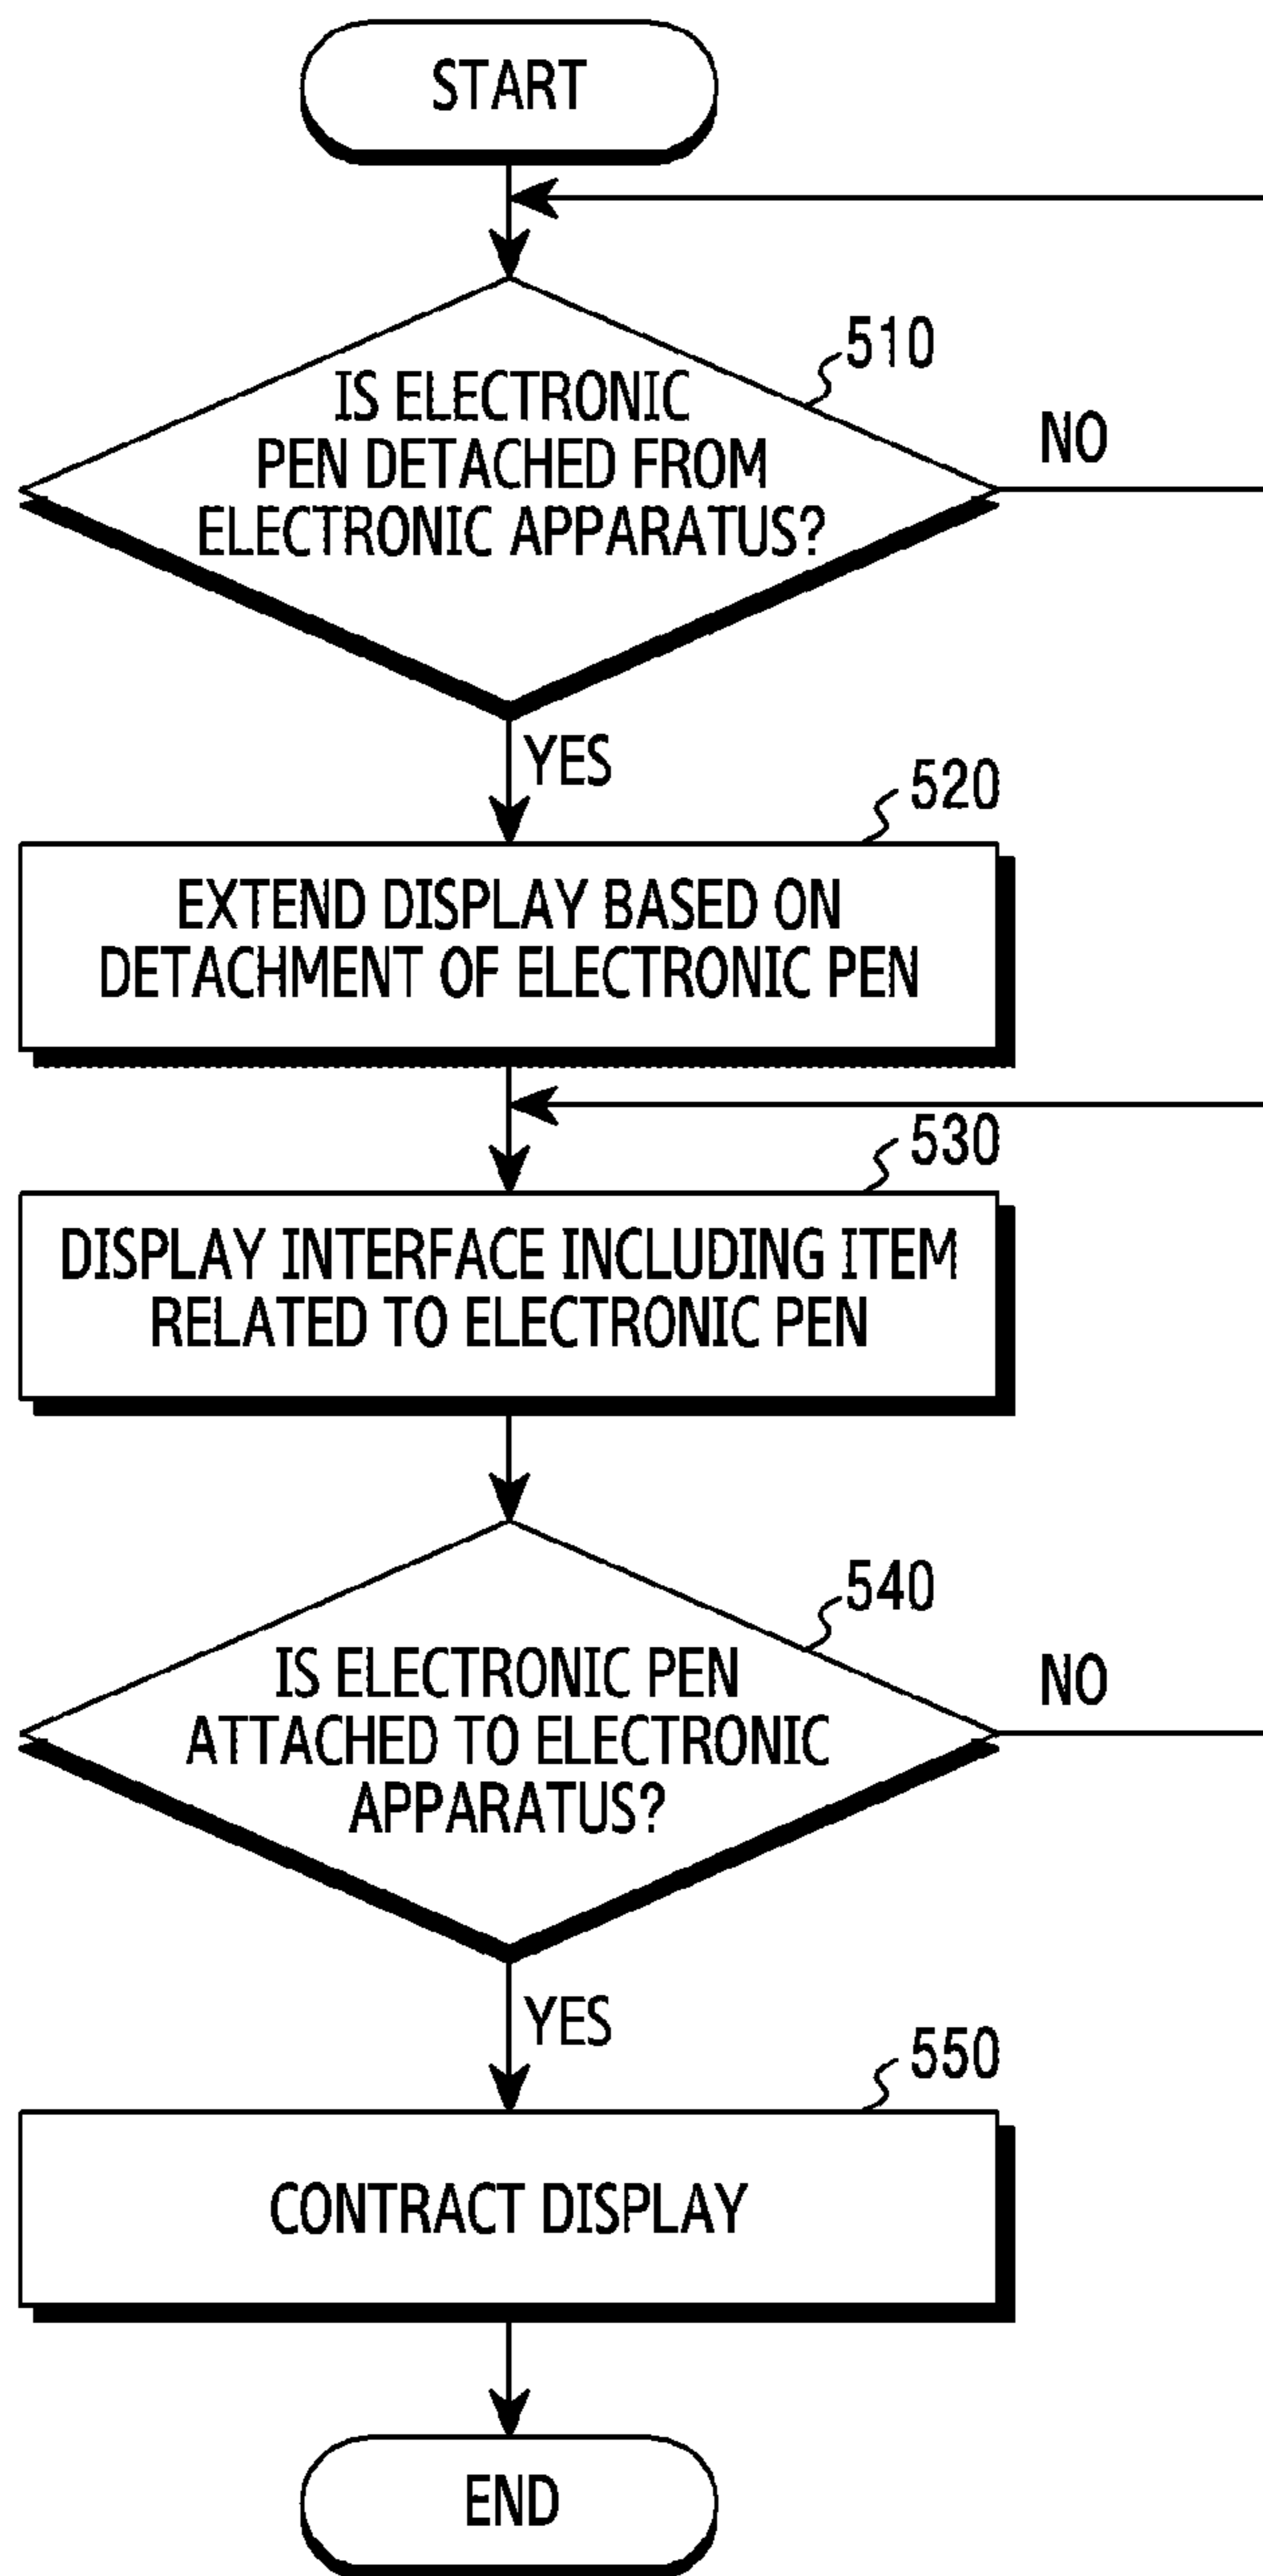 START
510
IS ELECTRONIC
PEN DETACHED FROM
ELECTRONIC APPARATUS?
NO
YES
520
EXTEND DISPLAY BASED ON
DETACHMENT OF ELECTRONIC PEN
530
DISPLAY INTERFACE INCLUDING ITEM
RELATED TO ELECTRONIC PEN
540
IS ELECTRONIC PEN
ATTACHED TO ELECTRONIC
APPARATUS?
NO
YES
550
CONTRACT DISPLAY
END